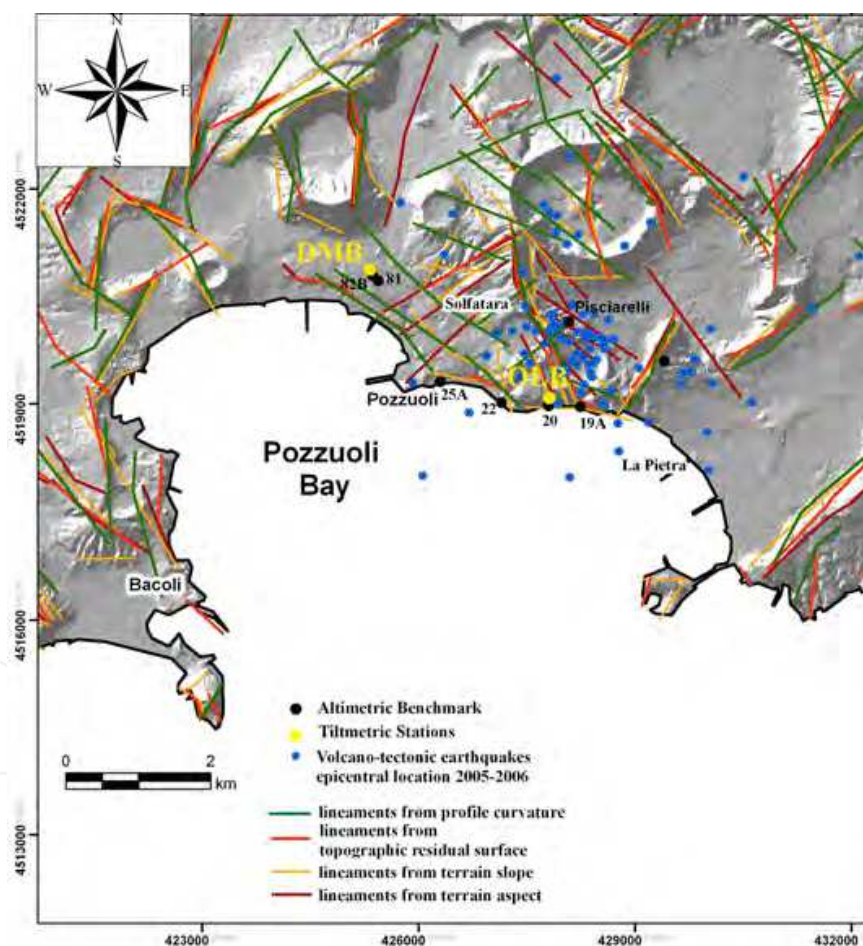 N
W
E
S
4522000
4519000
4516000
4513000
DMB
82B
81
Solfatara
Pisciarelli
OLB
Pozzuoli
25A
22
20
19A
La Pietra
Pozzuoli
Bay
Bacoli
Altimetric Benchmark
Tiltmetric Stations
Volcano-tectonic earthquakes
epicentral location 2005-2006
0
2
km
lineaments from profile curvature
lineaments from
topographic residual surface
lineaments from terrain slope
lineaments from terrain aspect
423000
426000
429000
432000